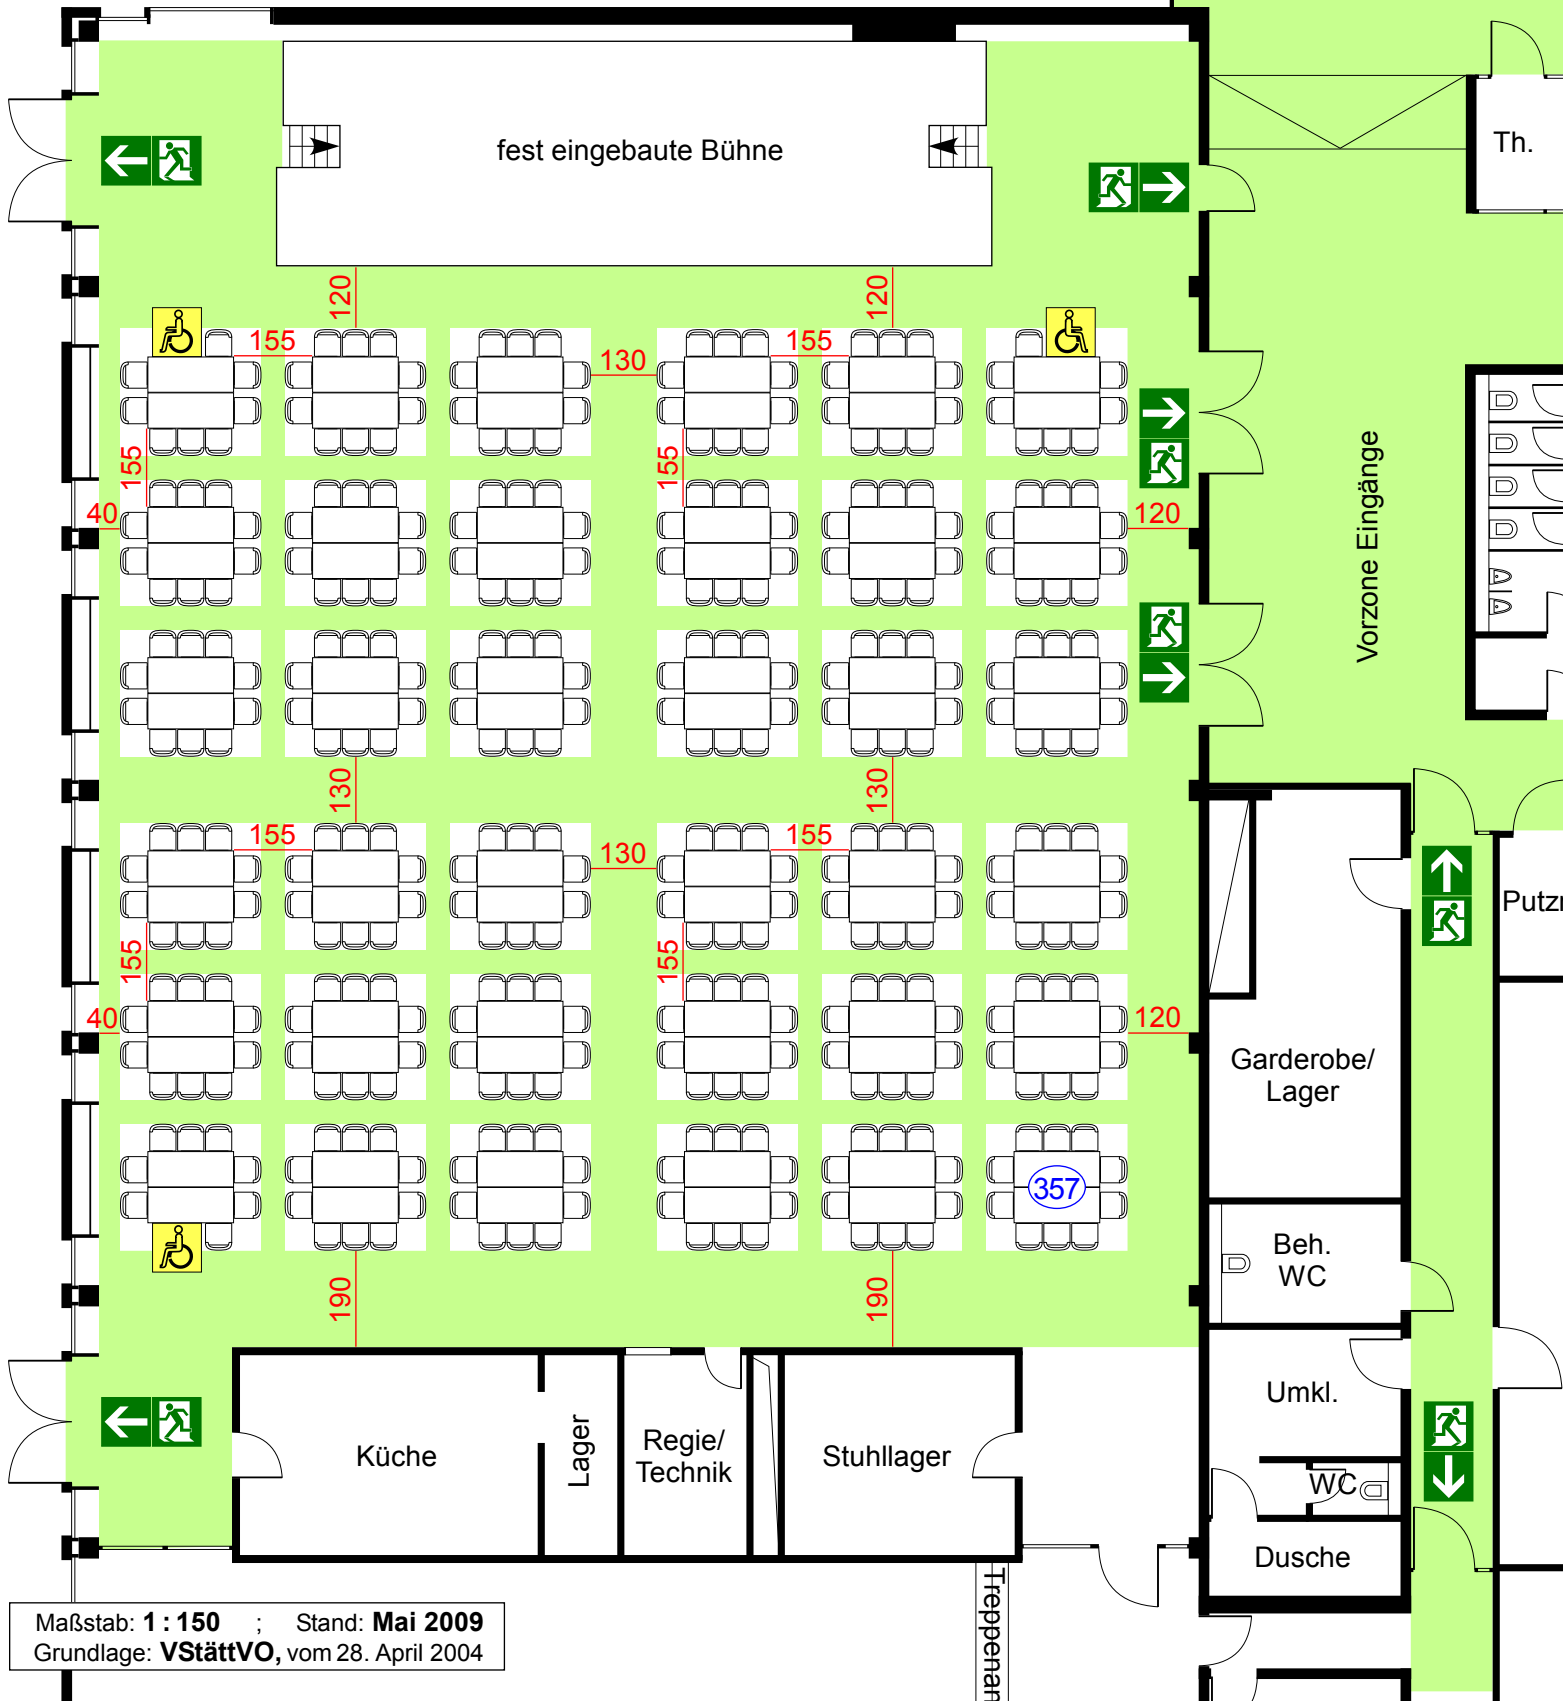 fest eingebaute Bühne
Th.
120
120
155
155
130
155
155
40
120
Vorzone Eingänge
130
130
155
155
130
155
155
40
120
Putzr
Garderobe/
Lager
357
190
190
Beh.
WC
Umkl.
Küche
Lager
Regie/
Technik
Stuhllager
WC
Dusche
Treppenan
Maßstab: 1 : 150 ; Stand: Mai 2009
Grundlage: VStättVO, vom 28. April 2004